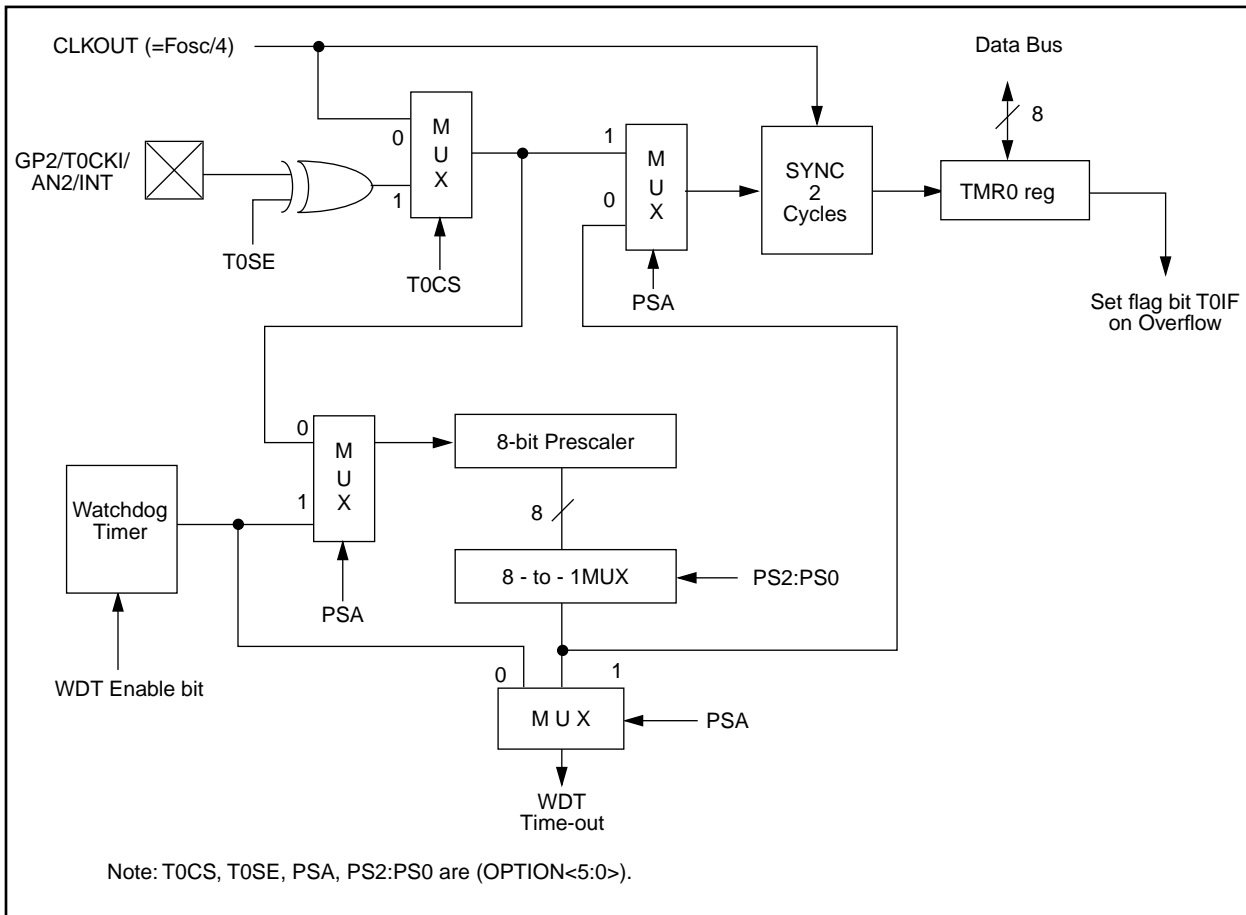 CLKOUT (=Fosc/4)
Data Bus
8
GP2/T0CKI/
AN2/INT
T0SE
0
1
M
U
X
T0CS
1
0
M
U
X
PSA
SYNC
2
Cycles
TMR0 reg
Set flag bit T0IF
on Overflow
0
1
M
U
X
PSA
8-bit Prescaler
8
8 - to - 1MUX
PS2:PS0
Watchdog
Timer
WDT Enable bit
0
1
M U X
PSA
WDT
Time-out
Note: T0CS, T0SE, PSA, PS2:PS0 are (OPTION<5:0>).